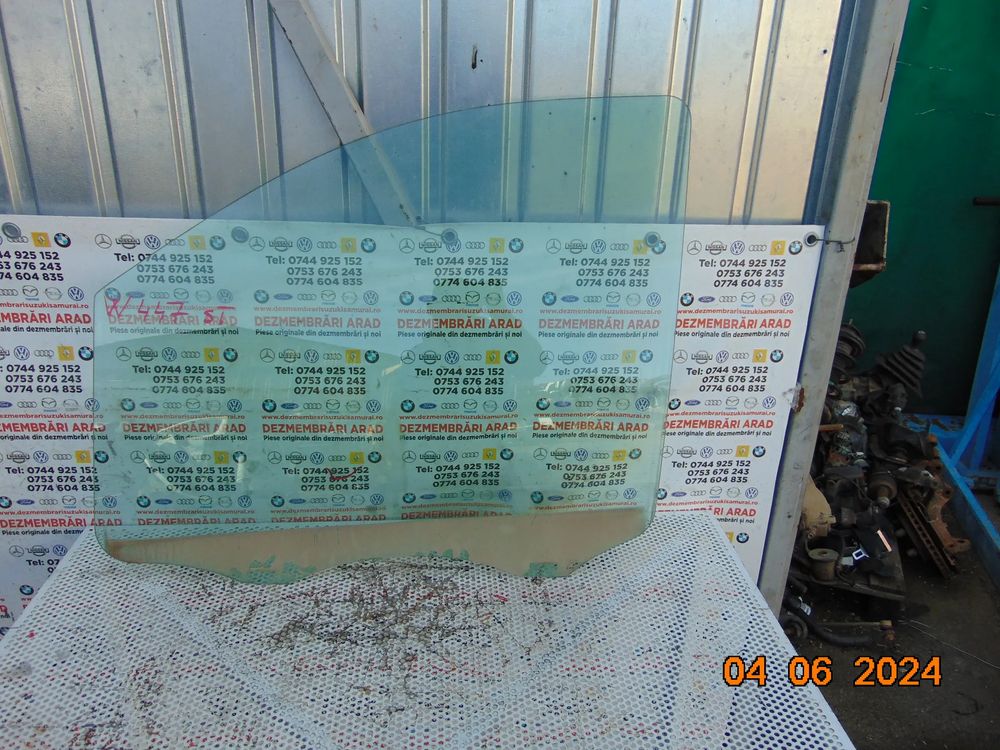 Tel: 0744 925 152
0753 676 243
0774 604 835
www.dezmembrarisuzukisamurai.ro
DEZMEMBRĂRI ARAD
Piese originale din dezmembrări și noi
W447 ST
04 06 2024